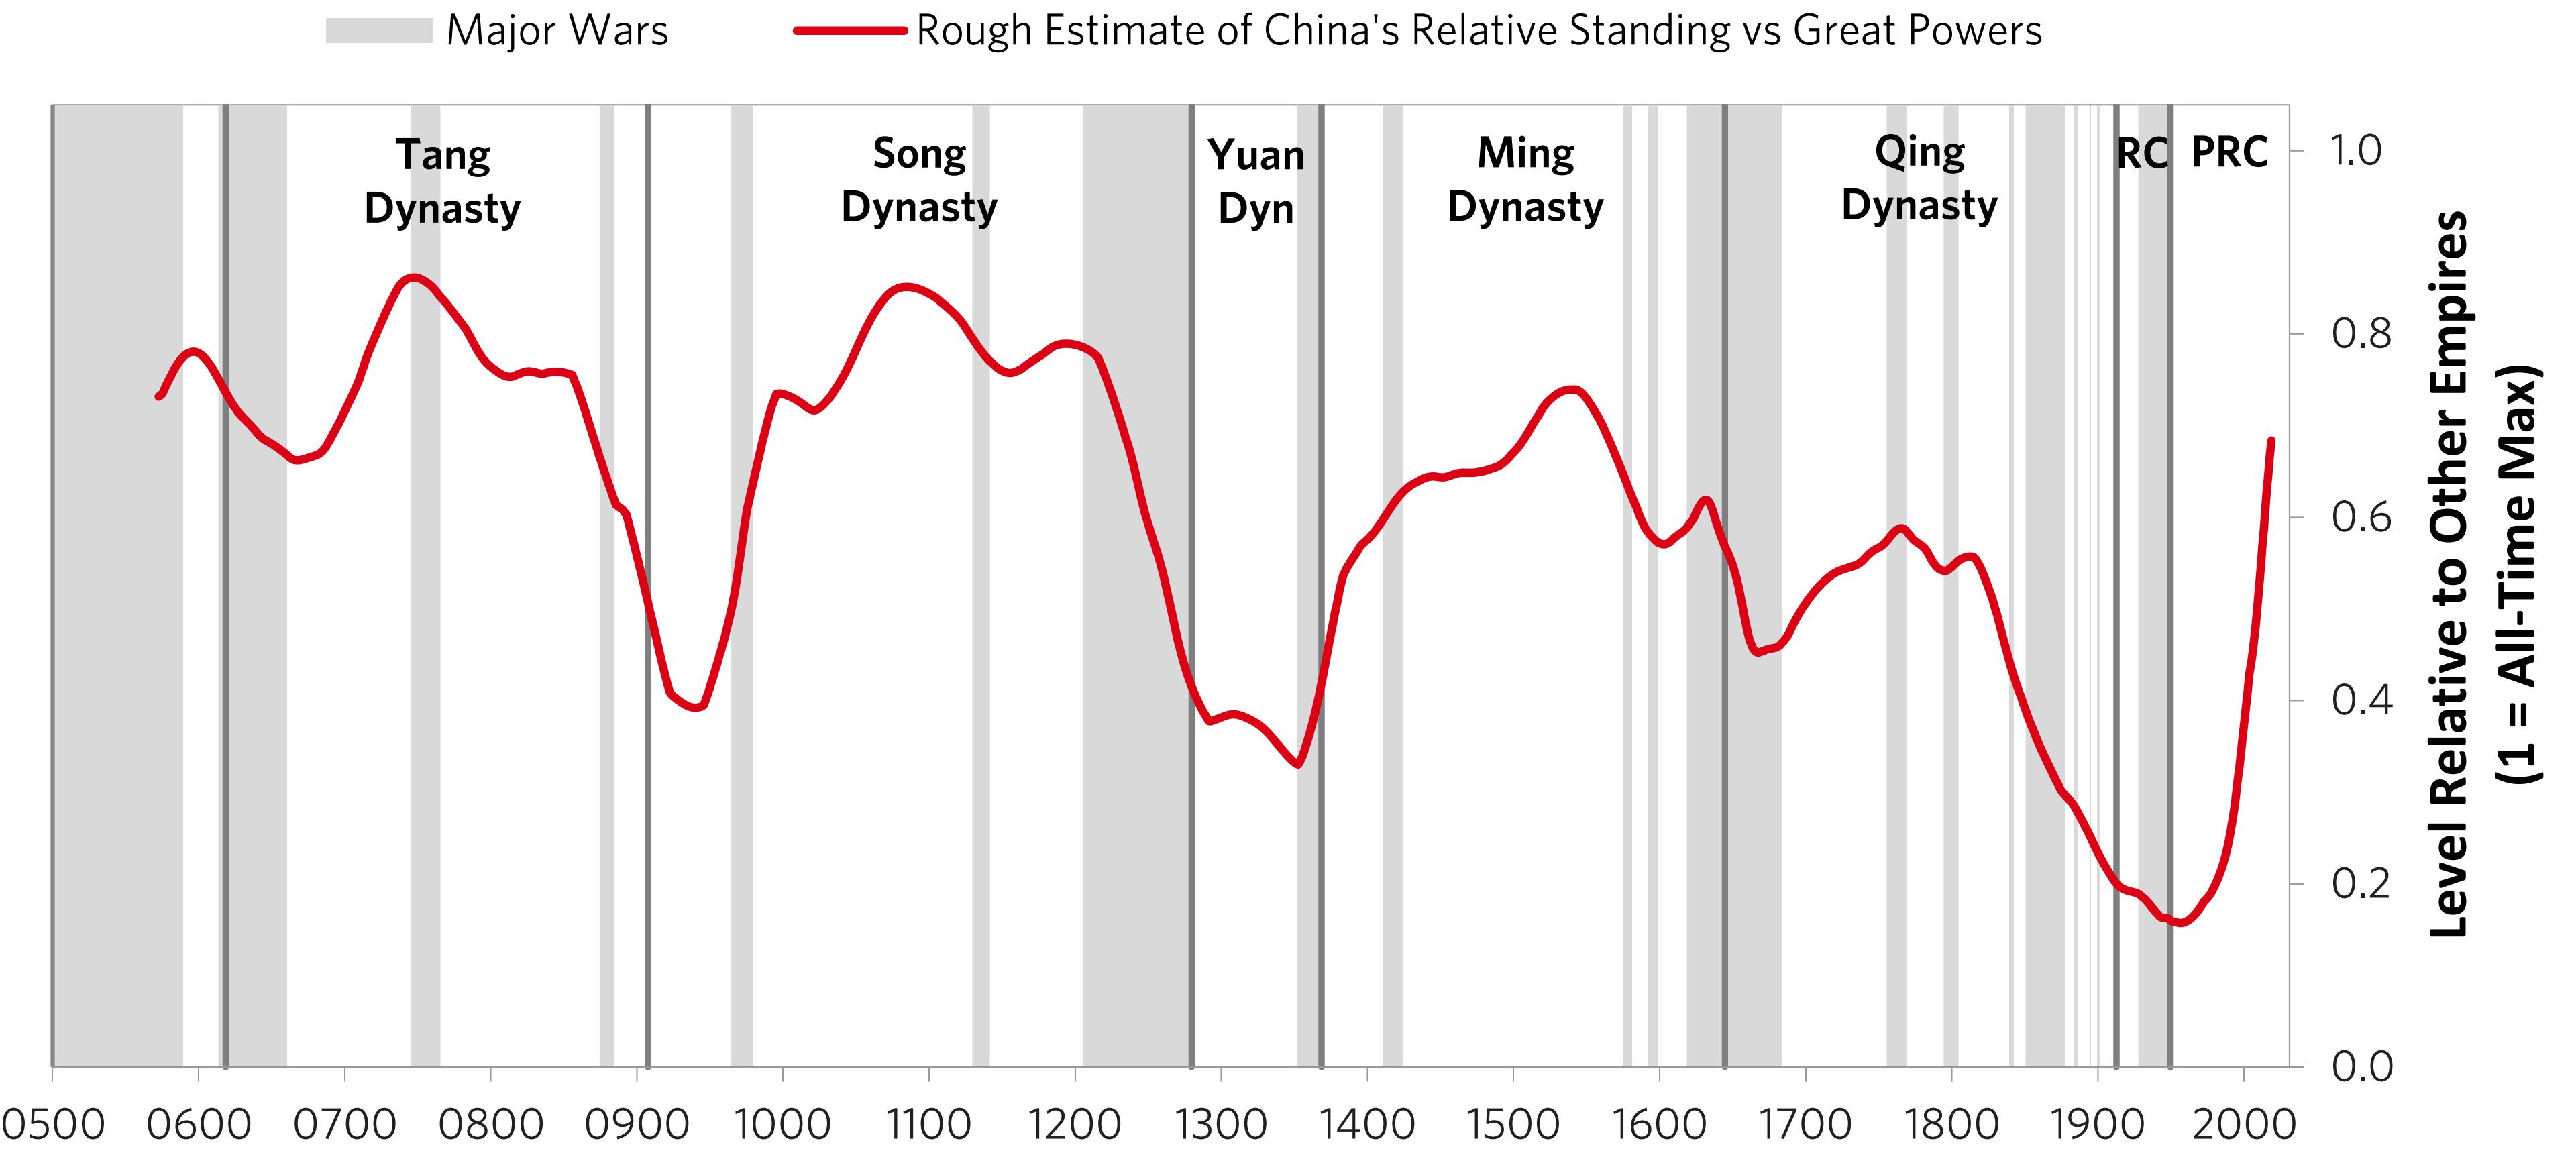 Major Wars
Rough Estimate of China's Relative Standing vs Great Powers
Tang
Dynasty
Song
Dynasty
Yuan
Dyn
Ming
Dynasty
Qing
Dynasty
RC
PRC
1.0
0.8
0.6
0.4
0.2
0.0
Level Relative to Other Empires
(1 = All-Time Max)
0500 0600 0700 0800 0900 1000 1100 1200 1300 1400 1500 1600 1700 1800 1900 2000